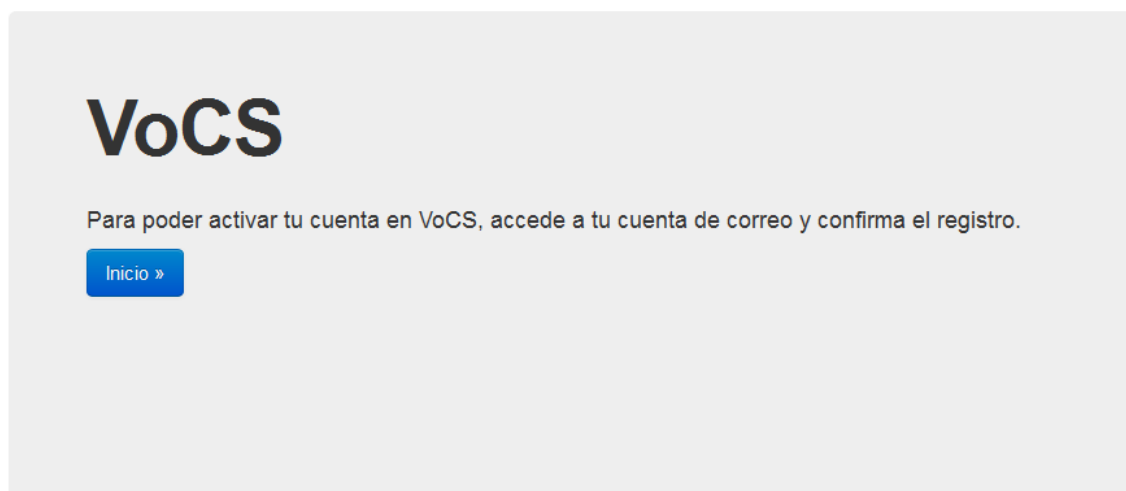 VoCS
Para poder activar tu cuenta en VoCS, accede a tu cuenta de correo y confirma el registro.
Inicio »